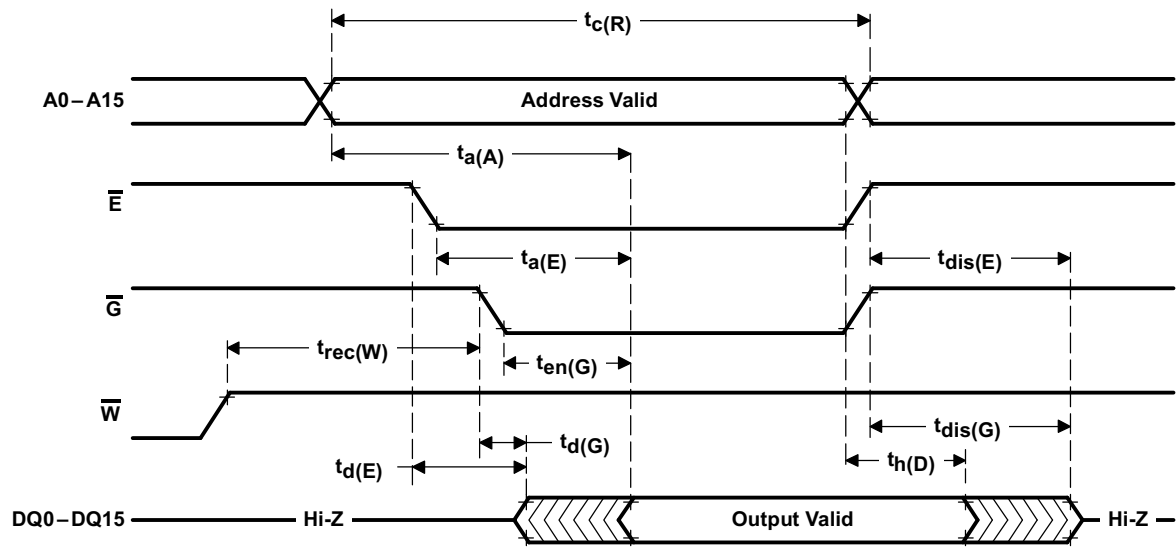 tc(R)
A0–A15
Address Valid
ta(A)
E
ta(E)
tdis(E)
G
trec(W)
ten(G)
W
td(G)
tdis(G)
td(E)
th(D)
DQ0–DQ15
Hi-Z
Output Valid
Hi-Z